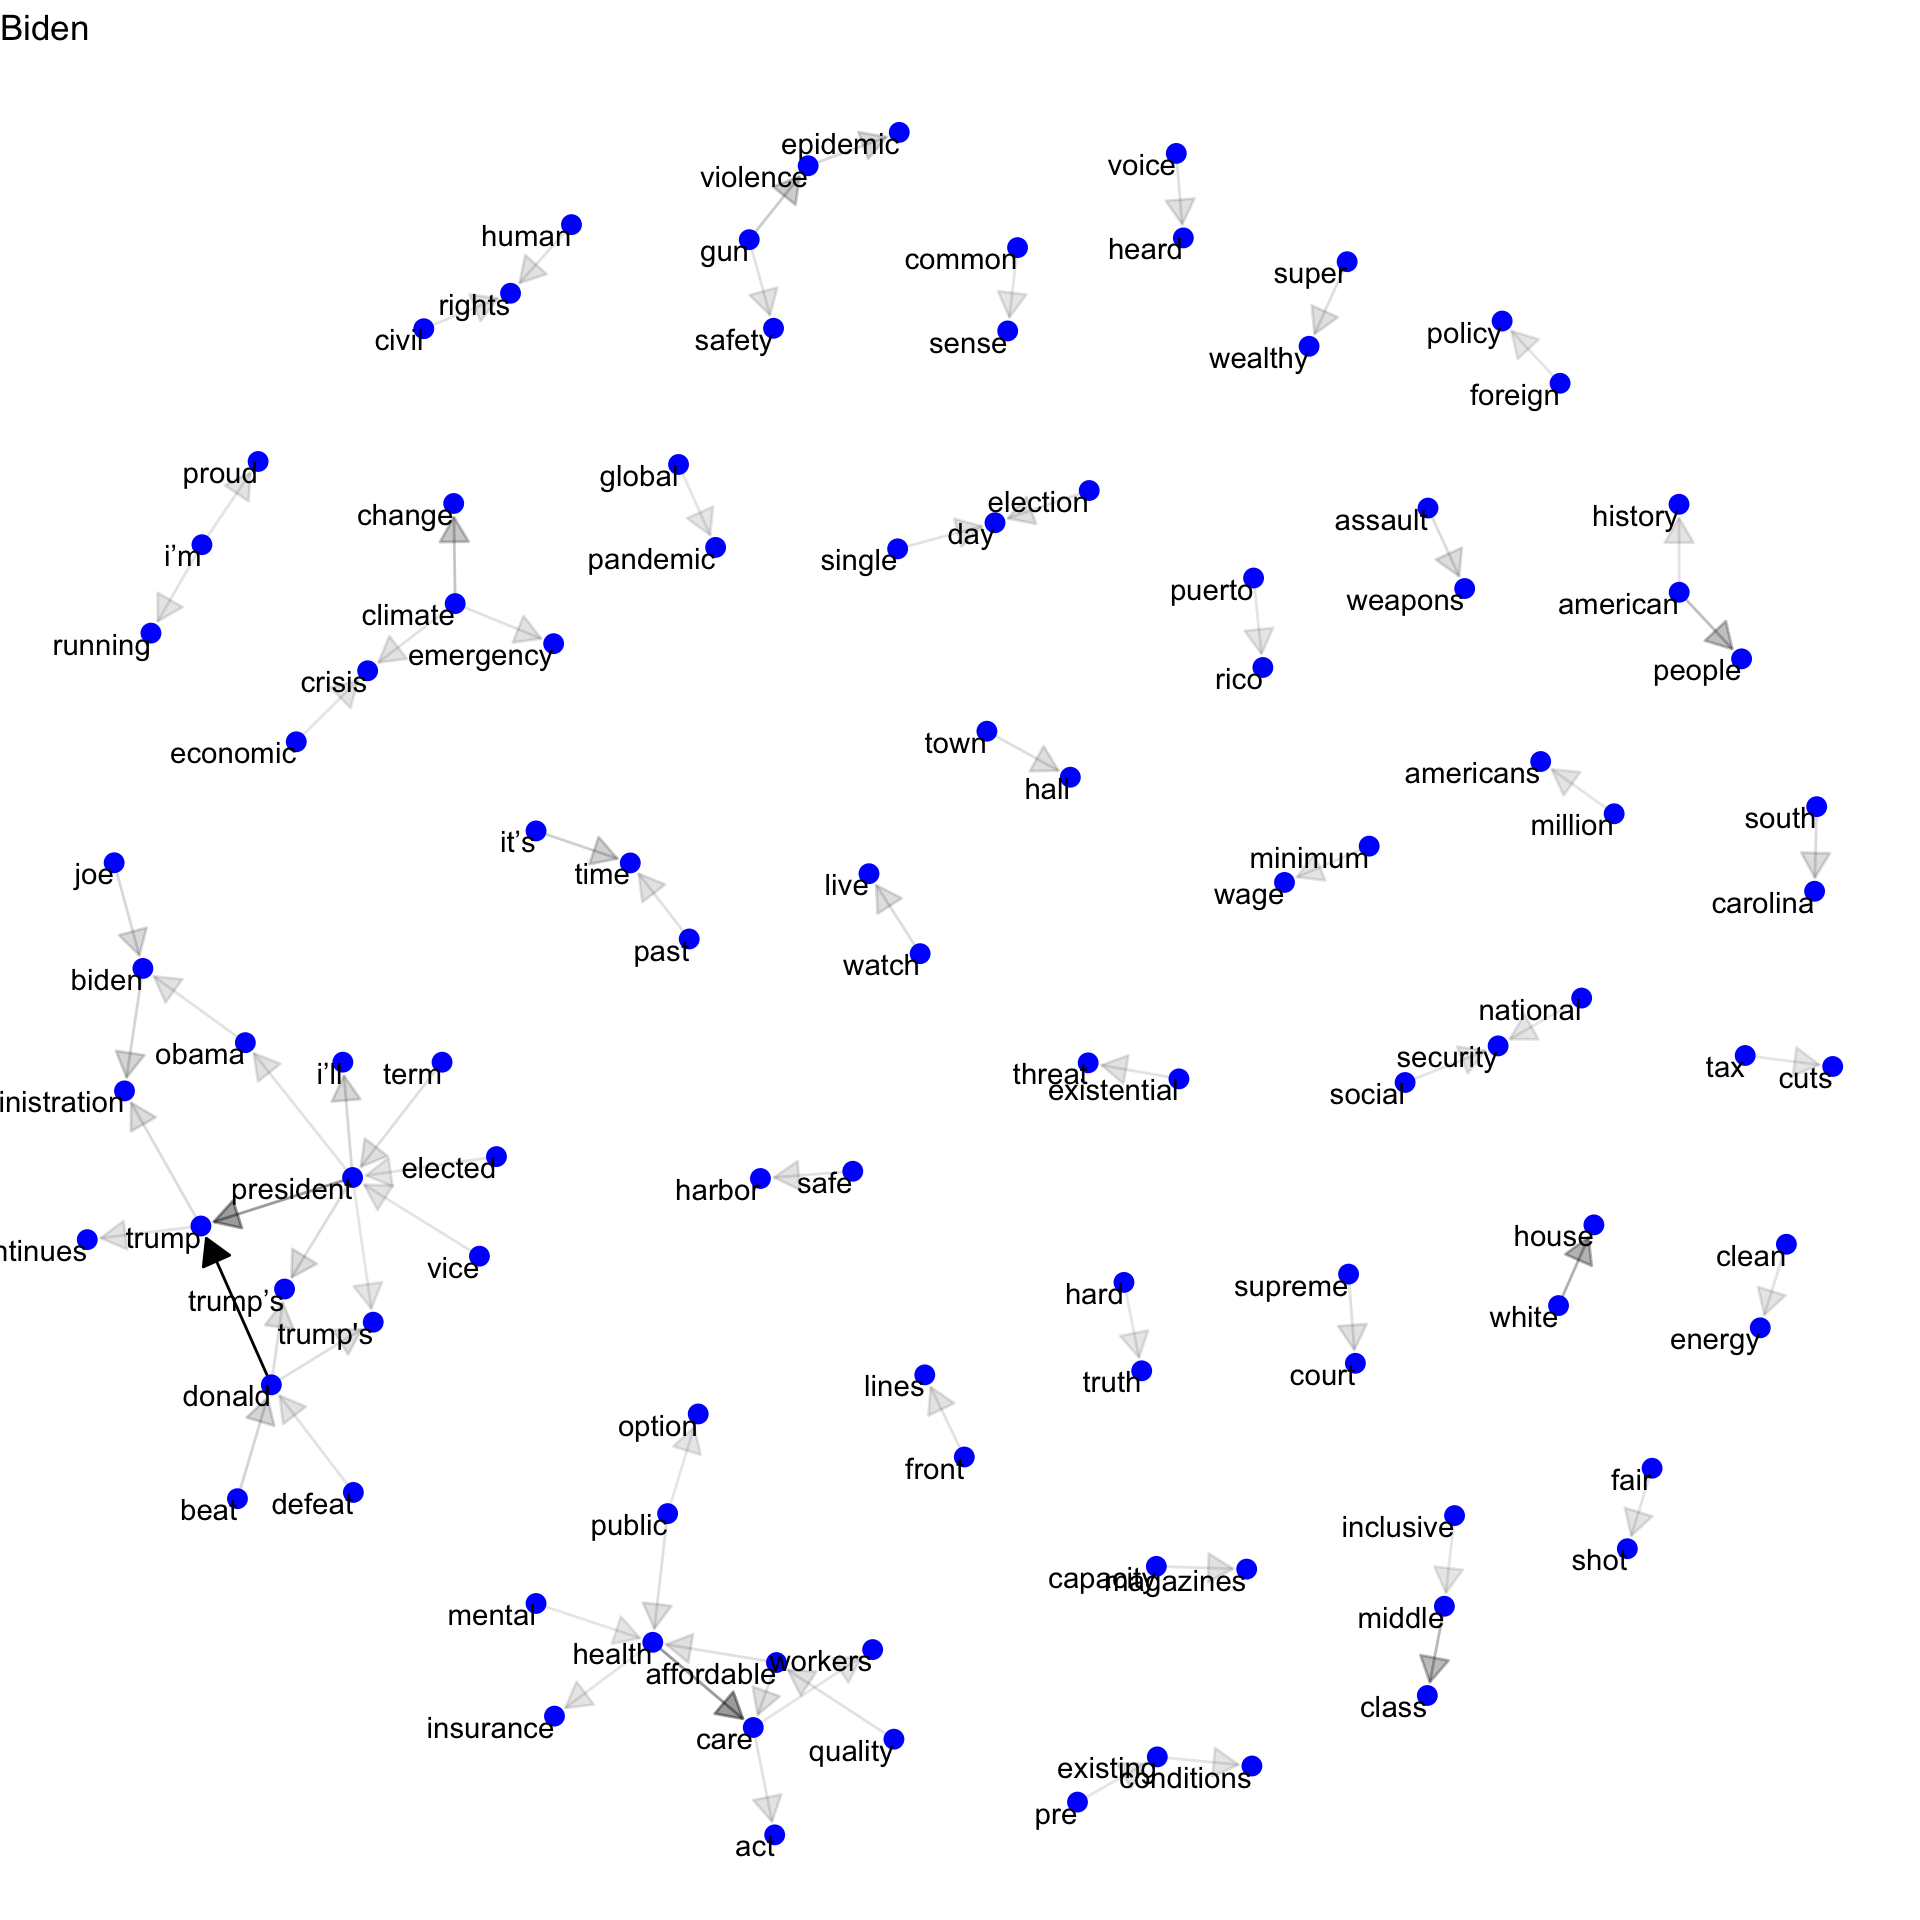 Biden
epidemic
violence
voice
human
gun
common
heard
super
rights
civil
safety
sense
wealthy
policy
foreign
proud
global
change
election
assault
history
i’m
day
single
pandemic
puerto
weapons
american
climate
running
emergency
crisis
rico
people
economic
town
hall
americans
million
south
it’s
joe
time
live
minimum
wage
carolina
past
watch
biden
national
obama
security
i’ll
term
threat
existential
social
tax
cuts
inistration
elected
president
harbor
safe
ntinues
trump
vice
house
clean
trump’s
trump's
hard
supreme
white
energy
donald
lines
truth
court
option
front
beat
defeat
public
fair
inclusive
shot
capacity
magazines
mental
middle
health
affordable
workers
class
insurance
care
quality
existing
conditions
pre
act